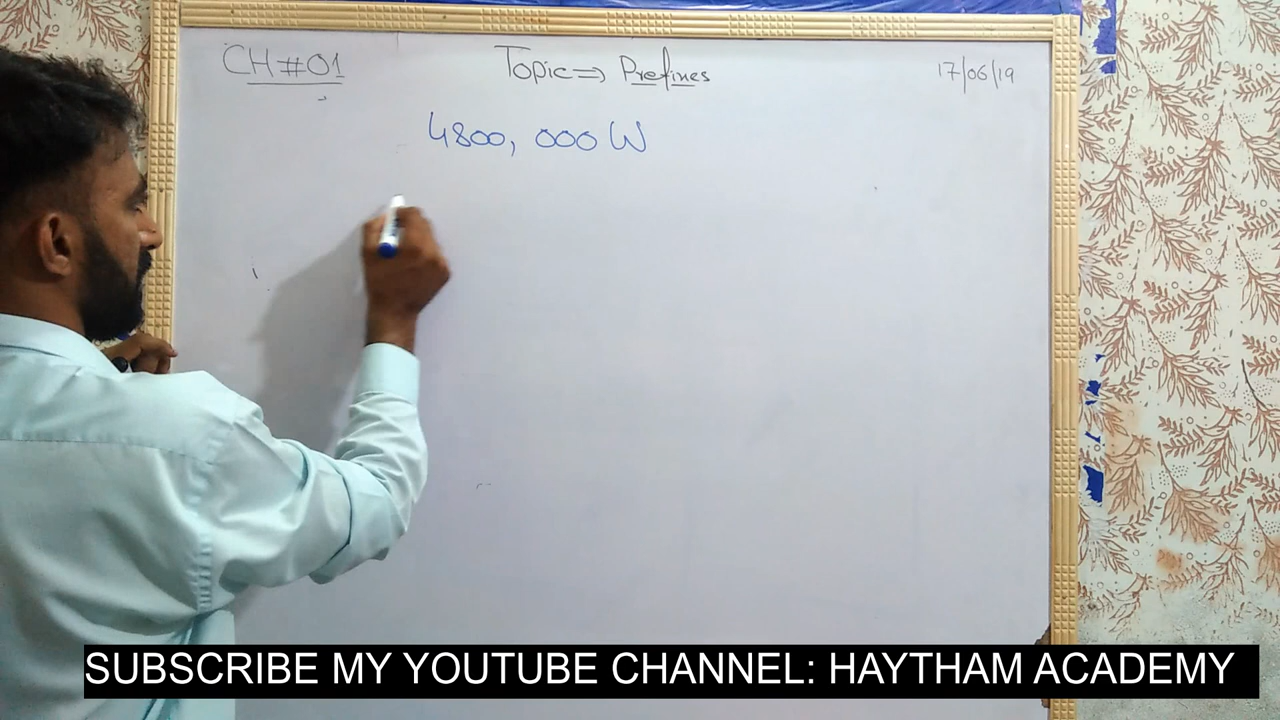 CH#01 Topic⇒ Prefixes 17/06/19
4800, 000 W
SUBSCRIBE MY YOUTUBE CHANNEL: HAYTHAM ACADEMY